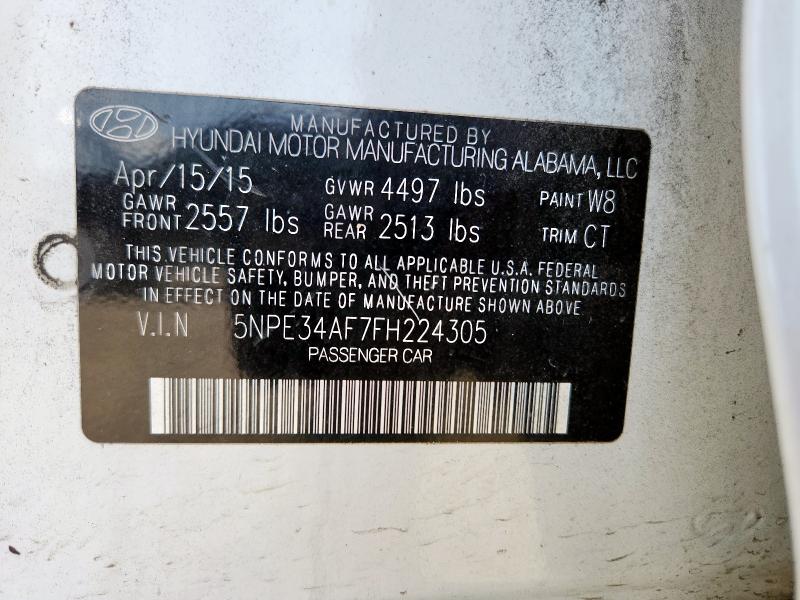 MANUFACTURED BY
HYUNDAI MOTOR MANUFACTURING ALABAMA, LLC
Apr/15/15 GVWR 4497 lbs PAINT W8
GAWR FRONT 2557 lbs GAWR REAR 2513 lbs TRIM CT
THIS VEHICLE CONFORMS TO ALL APPLICABLE U.S.A. FEDERAL
MOTOR VEHICLE SAFETY, BUMPER, AND THEFT PREVENTION STANDARDS
IN EFFECT ON THE DATE OF MANUFACTURE SHOWN ABOVE
V.I.N 5NPE34AF7FH224305
PASSENGER CAR